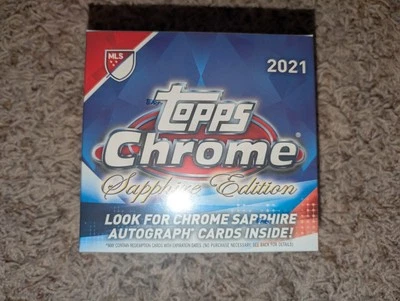 MLS
2021
Topps
Chrome®
Sapphire Edition
LOOK FOR CHROME SAPPHIRE
AUTOGRAPH* CARDS INSIDE!